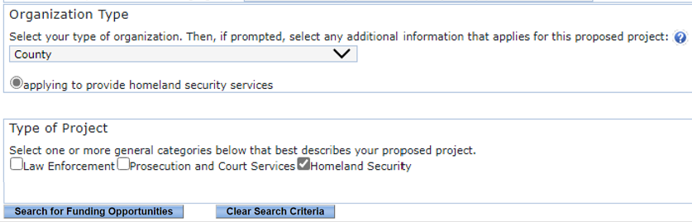 Organization Type
Select your type of organization. Then, if prompted, select any additional information that applies for this proposed project: ?
County
applying to provide homeland security services
Type of Project
Select one or more general categories below that best describes your proposed project.
Law Enforcement Prosecution and Court Services Homeland Security
Search for Funding Opportunities Clear Search Criteria